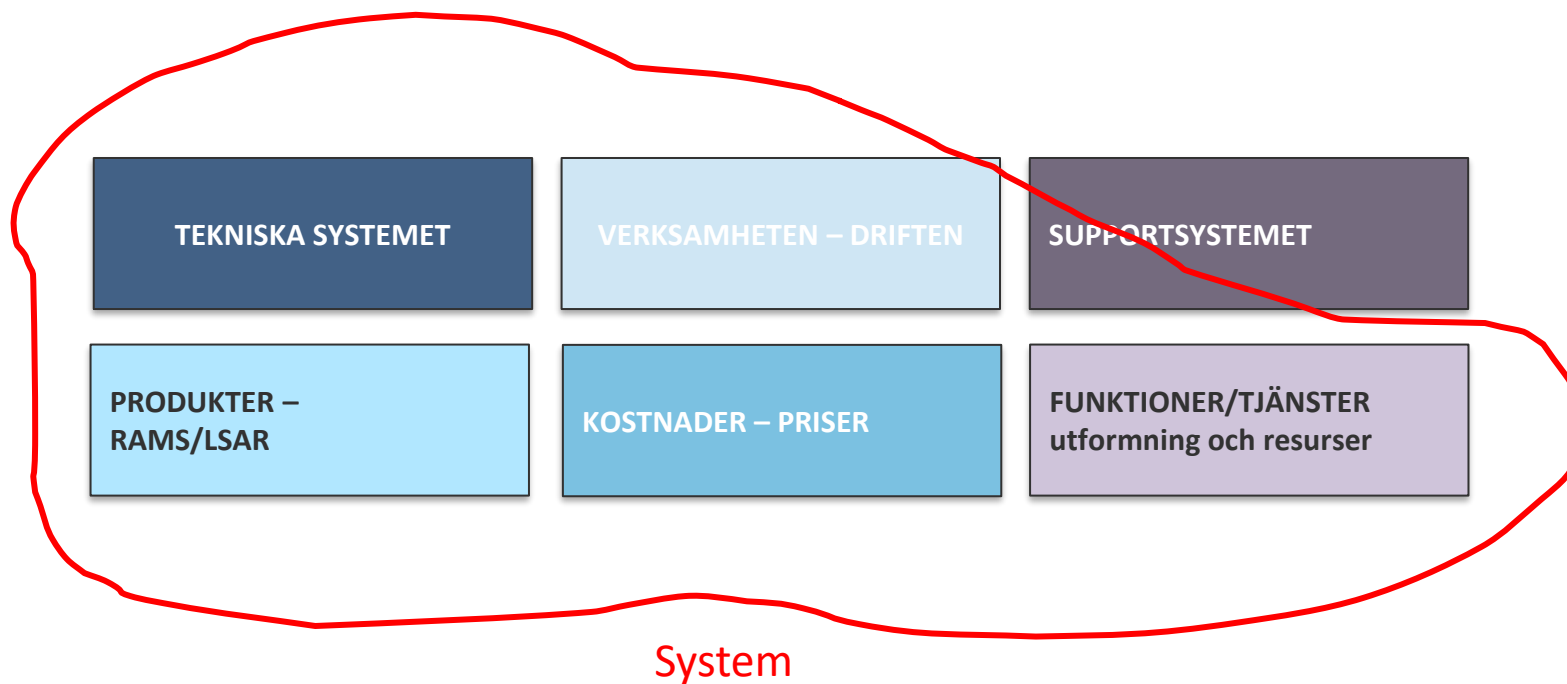 TEKNISKA SYSTEMET
VERKSAMHETEN – DRIFTEN
SUPPORTSYSTEMET
PRODUKTER –
RAMS/LSAR
KOSTNADER – PRISER
FUNKTIONER/TJÄNSTER
utformning och resurser
System